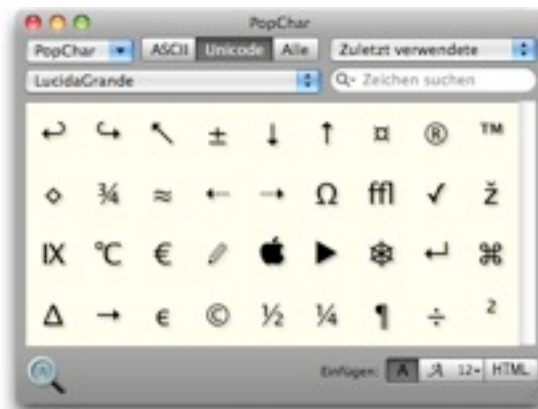 PopChar
PopChar ASCII Unicode Alle Zuletzt verwendete
LucidaGrande Zeichen suchen
↩ ↪ ↖ ± ↓ ↑ ¤ ® ™
⋄ ¾ ≈ ⇠ ⇢ Ω ffl ✓ ž
Ⅸ ℃ € ✎  ▶ ❄ ↵ ⌘
Δ → ϵ © ½ ¼ ¶ ÷ ²
Einfügen: A A 12 HTML